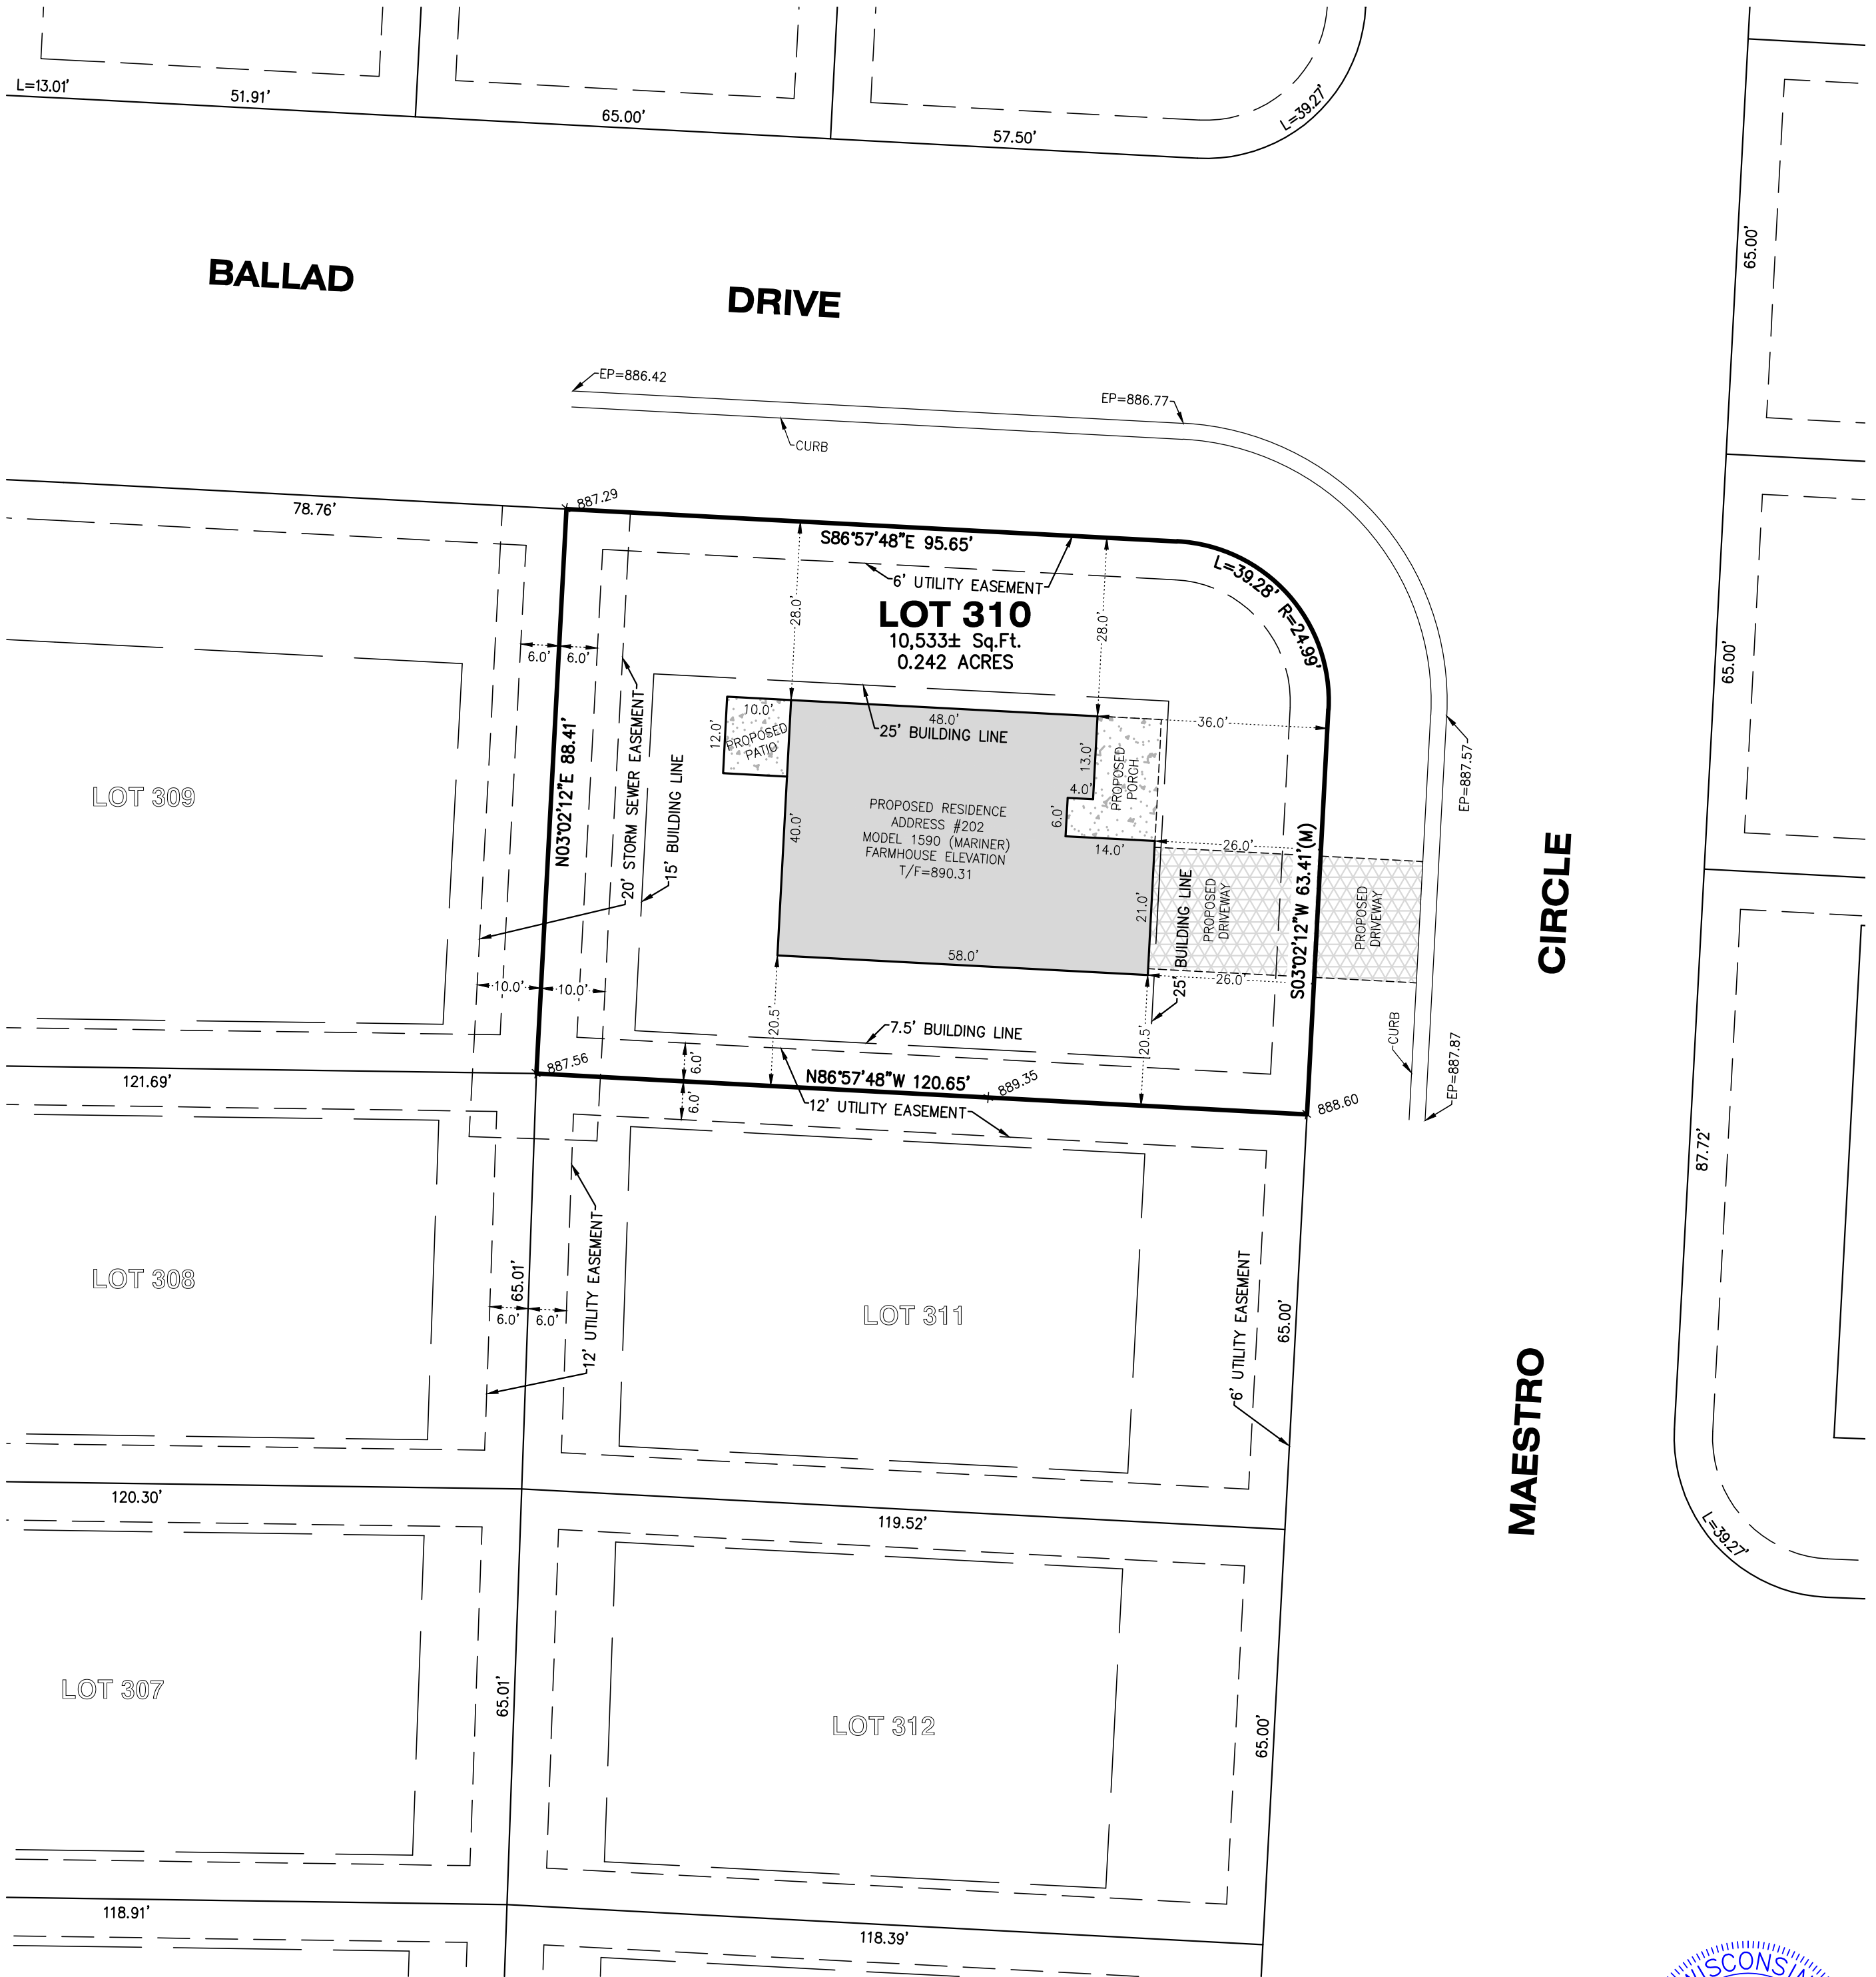 L=13.01'
51.91'
65.00'
57.50'
L=39.27'
65.00'
BALLAD DRIVE
EP=886.42
EP=886.77
CURB
887.29
78.76'
S86°57'48"E 95.65'
6' UTILITY EASEMENT
L=39.28' R=24.99'
LOT 310
10,533± Sq.Ft.
0.242 ACRES
28.0'
28.0'
6.0'
6.0'
65.00'
N03°02'12"E 88.41'
20' STORM SEWER EASEMENT
15' BUILDING LINE
10.0'
12.0'
PROPOSED
PATIO
48.0'
25' BUILDING LINE
36.0'
13.0'
PROPOSED
PORCH
4.0'
6.0'
14.0'
26.0'
EP=887.57
LOT 309
PROPOSED RESIDENCE
ADDRESS #202
MODEL 1590 (MARINER)
FARMHOUSE ELEVATION
T/F=890.31
40.0'
21.0'
25' BUILDING LINE
PROPOSED
DRIVEWAY
S03°02'12"W 63.41'(M)
PROPOSED
DRIVEWAY
CIRCLE
58.0'
26.0'
10.0'
10.0'
20.5'
7.5' BUILDING LINE
20.5'
CURB
EP=887.87
887.56
6.0'
6.0'
121.69'
N86°57'48"W 120.65'
889.35
12' UTILITY EASEMENT
888.60
87.72'
LOT 308
65.01'
6.0'
6.0'
12' UTILITY EASEMENT
LOT 311
6' UTILITY EASEMENT
65.00'
MAESTRO
120.30'
119.52'
L=39.27'
LOT 307
65.01'
LOT 312
65.00'
118.91'
118.39'
WISCONSIN